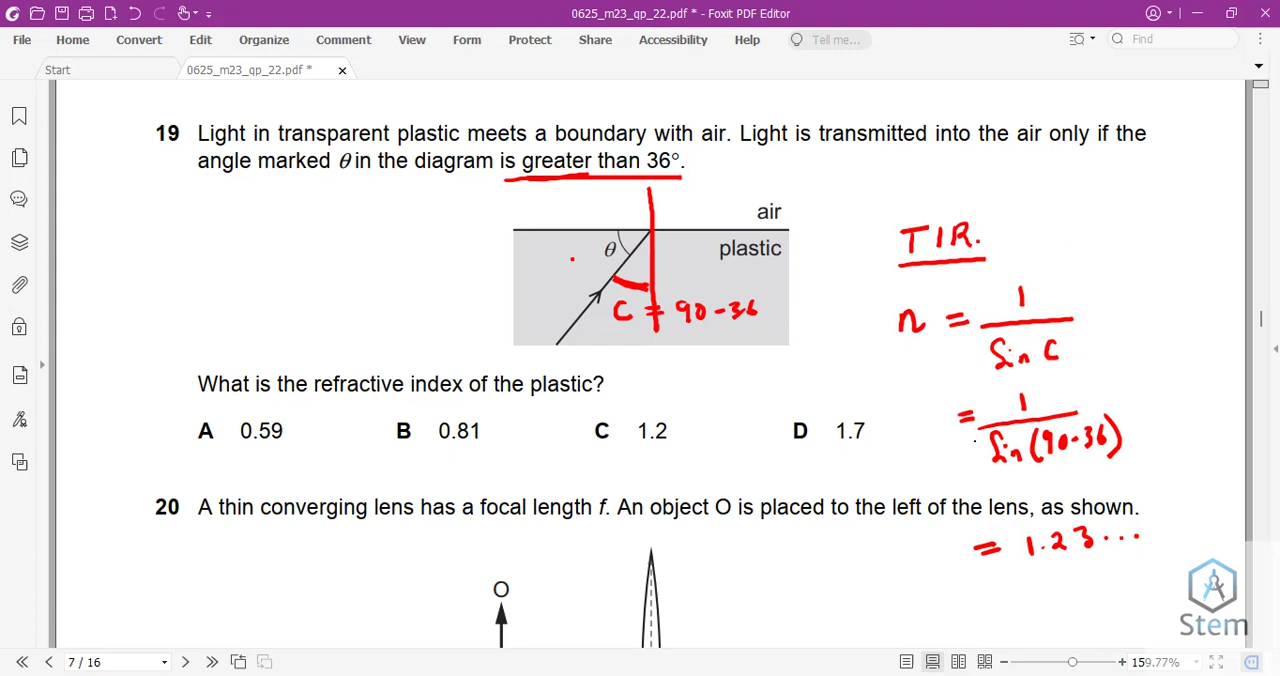 0625_m23_qp_22.pdf * - Foxit PDF Editor
File Home Convert Edit Organize Comment View Form Protect Share Accessibility Help Tell me... Find
Start 0625_m23_qp_22.pdf *
19 Light in transparent plastic meets a boundary with air. Light is transmitted into the air only if the
angle marked θ in the diagram is greater than 36°.
air
θ plastic
C = 90-36
TIR.
n = 1
Sin C
What is the refractive index of the plastic?
= 1
Sin (90-36)
A 0.59 B 0.81 C 1.2 D 1.7
20 A thin converging lens has a focal length f. An object O is placed to the left of the lens, as shown.
= 1.23...
O
Stem
7 / 16 159.77%